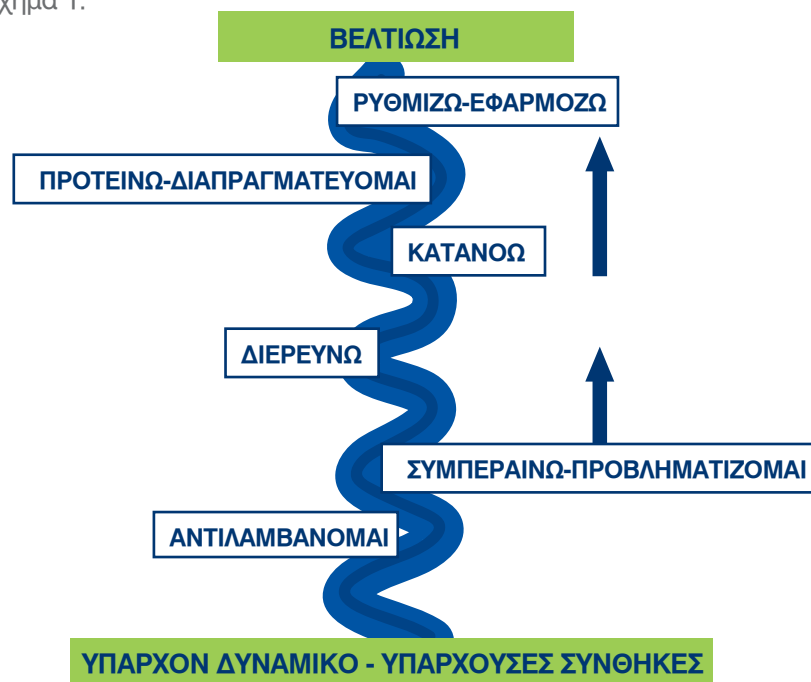 ΒΕΛΤΙΩΣΗ
ΡΥΘΜΙΖΩ-ΕΦΑΡΜΟΖΩ
ΠΡΟΤΕΙΝΩ-ΔΙΑΠΡΑΓΜΑΤΕΥΟΜΑΙ
ΚΑΤΑΝΟΩ
ΔΙΕΡΕΥΝΩ
ΣΥΜΠΕΡΑΙΝΩ-ΠΡΟΒΛΗΜΑΤΙΖΟΜΑΙ
ΑΝΤΙΛΑΜΒΑΝΟΜΑΙ
ΥΠΑΡΧΟΝ ΔΥΝΑΜΙΚΟ - ΥΠΑΡΧΟΥΣΕΣ ΣΥΝΘΗΚΕΣ